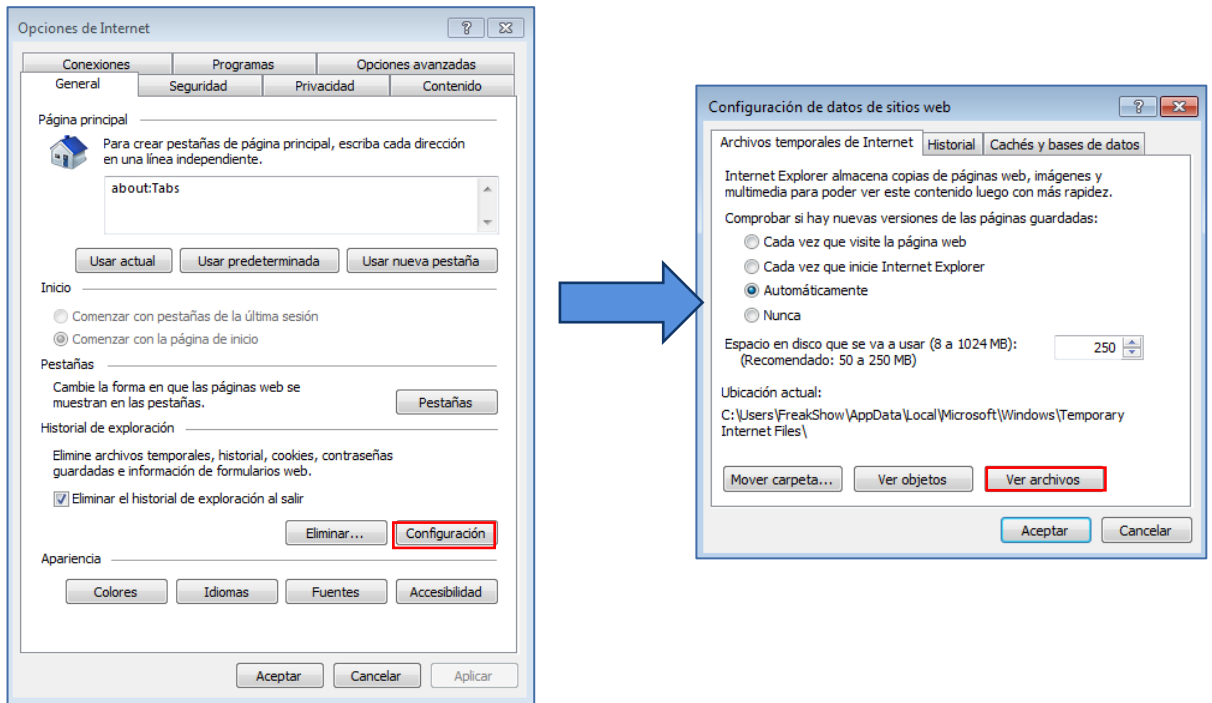 Opciones de Internet
Conexiones Programas Opciones avanzadas
General Seguridad Privacidad Contenido
Página principal
Para crear pestañas de página principal, escriba cada dirección
en una línea independiente.
about:Tabs
Usar actual Usar predeterminada Usar nueva pestaña
Inicio
Comenzar con pestañas de la última sesión
Comenzar con la página de inicio
Pestañas
Cambie la forma en que las páginas web se
muestran en las pestañas.
Pestañas
Historial de exploración
Elimine archivos temporales, historial, cookies, contraseñas
guardadas e información de formularios web.
Eliminar el historial de exploración al salir
Eliminar... Configuración
Apariencia
Colores Idiomas Fuentes Accesibilidad
Aceptar Cancelar Aplicar
Configuración de datos de sitios web
Archivos temporales de Internet Historial Cachés y bases de datos
Internet Explorer almacena copias de páginas web, imágenes y
multimedia para poder ver este contenido luego con más rapidez.
Comprobar si hay nuevas versiones de las páginas guardadas:
Cada vez que visite la página web
Cada vez que inicie Internet Explorer
Automáticamente
Nunca
Espacio en disco que se va a usar (8 a 1024 MB): 250
(Recomendado: 50 a 250 MB)
Ubicación actual:
C:\Users\FreakShow\AppData\Local\Microsoft\Windows\Temporary
Internet Files\
Mover carpeta... Ver objetos Ver archivos
Aceptar Cancelar